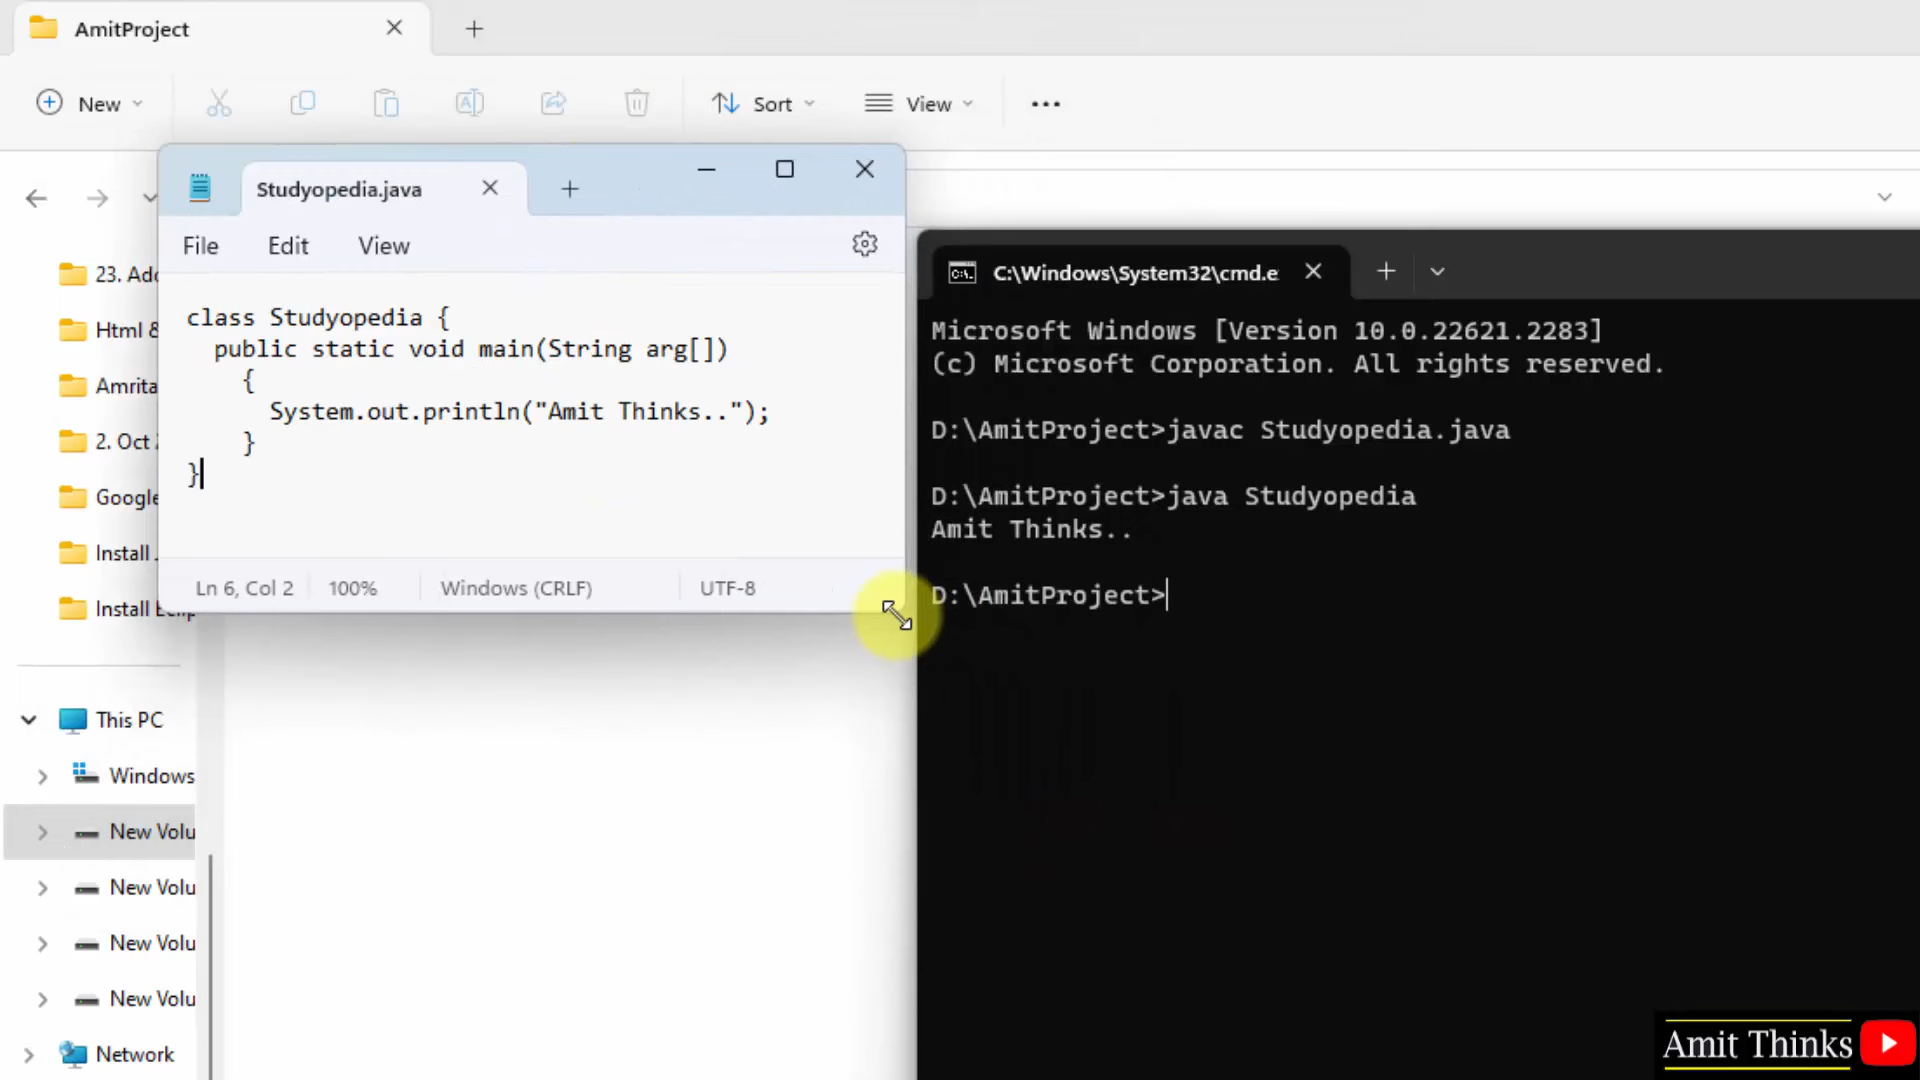 AmitProject
New
Sort
View
Studyopedia.java
File
Edit
View
class Studyopedia {
public static void main(String arg[])
{
System.out.println("Amit Thinks..");
}
}
Ln 6, Col 2
100%
Windows (CRLF)
UTF-8
23. Ado
Html &
Amrita
2. Oct
Google
Install
Install Eclip
This PC
Windows
New Volu
New Volu
New Volu
New Volu
Network
C:\Windows\System32\cmd.e
Microsoft Windows [Version 10.0.22621.2283]
(c) Microsoft Corporation. All rights reserved.
D:\AmitProject>javac Studyopedia.java
D:\AmitProject>java Studyopedia
Amit Thinks..
D:\AmitProject>
Amit Thinks